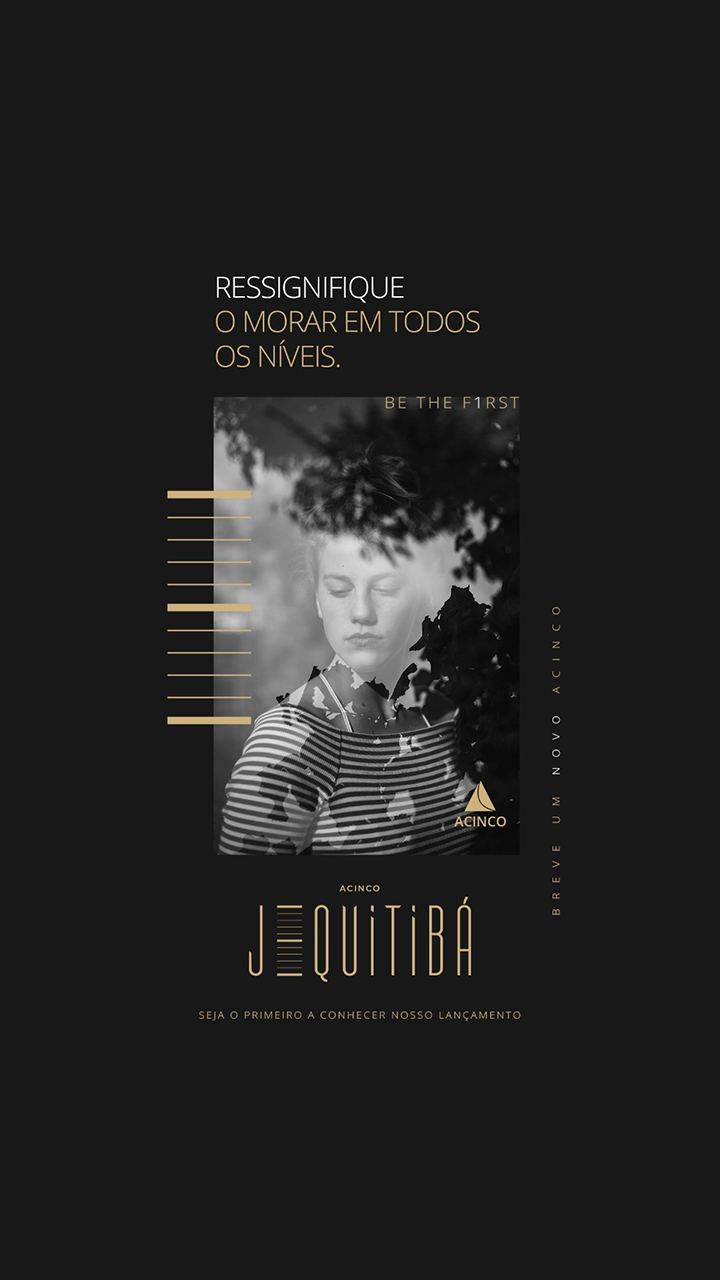 RESSIGNIFIQUE
O MORAR EM TODOS
OS NÍVEIS.
BE THE F1RST
BREVE UM NOVO ACINCO
ACINCO
ACINCO
JEQUiTiBÁ
SEJA O PRIMEIRO A CONHECER NOSSO LANÇAMENTO